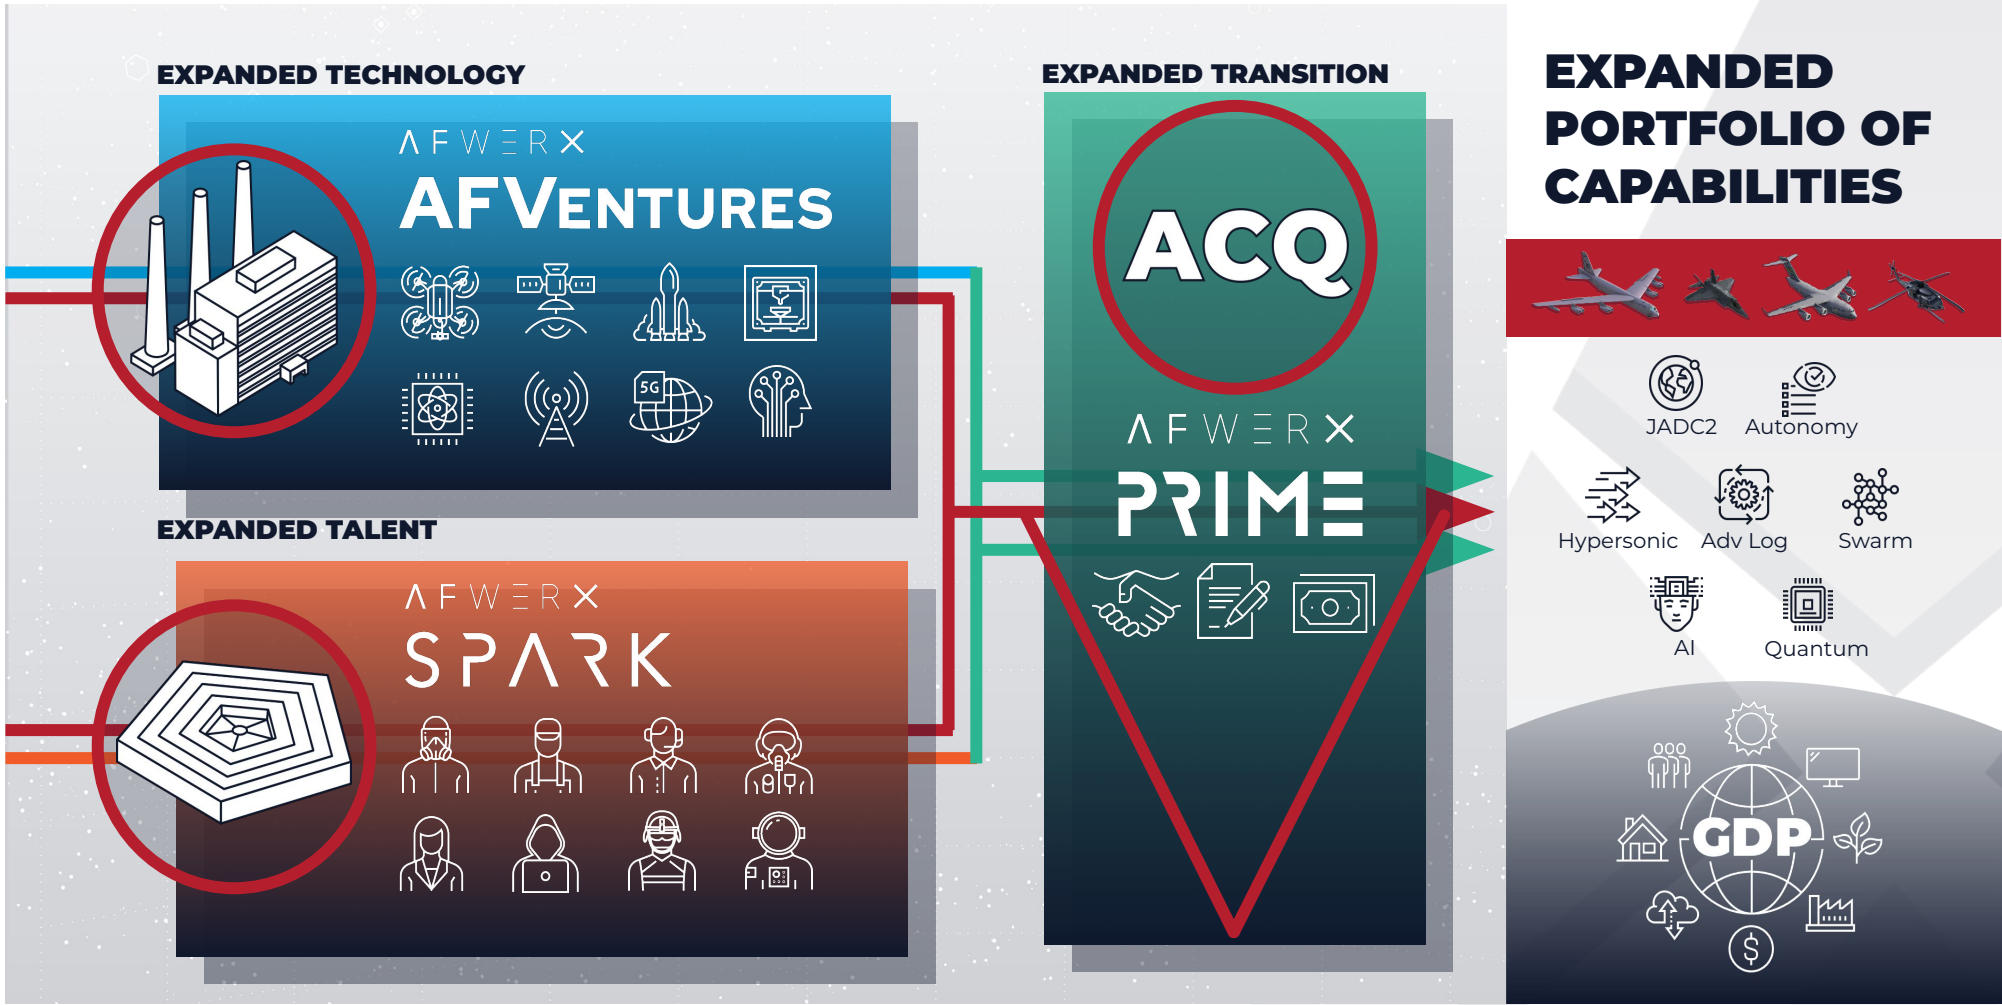 EXPANDED TECHNOLOGY
AFWERX
AFVENTURES
5G
EXPANDED TALENT
AFWERX
SPARK
EXPANDED TRANSITION
ACQ
AFWERX
PRIME
EXPANDED
PORTFOLIO OF
CAPABILITIES
JADC2
Autonomy
Hypersonic
Adv Log
Swarm
AI
Quantum
GDP
$